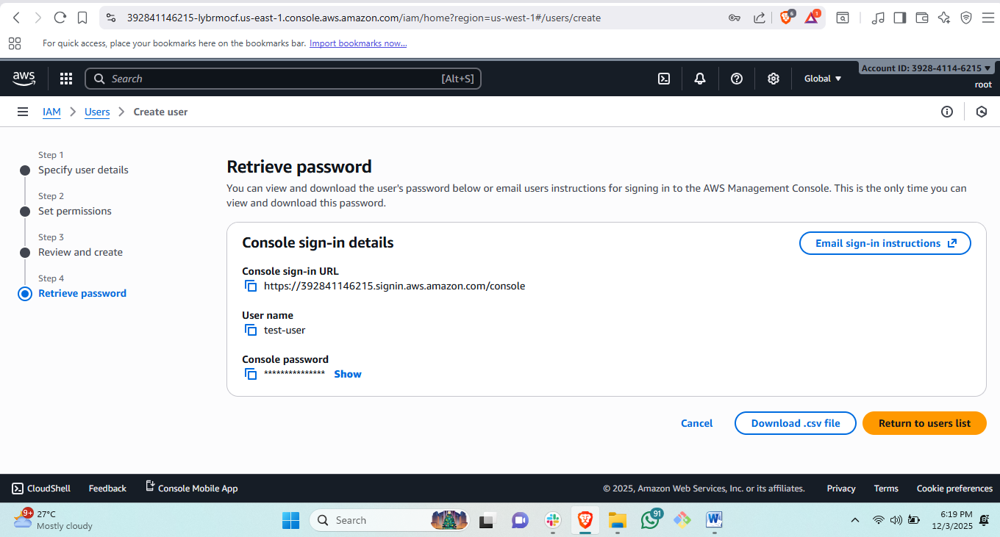 392841146215-lybrmocf.us-east-1.console.aws.amazon.com/iam/home?region=us-west-1#/users/create
6
1
For quick access, place your bookmarks here on the bookmarks bar. Import bookmarks now...
aws
Search
[Alt+S]
Global
Account ID: 3928-4114-6215
root
IAM
Users
Create user
Step 1
Specify user details
Step 2
Set permissions
Step 3
Review and create
Step 4
Retrieve password
Retrieve password
You can view and download the user's password below or email users instructions for signing in to the AWS Management Console. This is the only time you can
view and download this password.
Console sign-in details
Email sign-in instructions
Console sign-in URL
https://392841146215.signin.aws.amazon.com/console
User name
test-user
Console password
*************** Show
Cancel
Download .csv file
Return to users list
CloudShell
Feedback
Console Mobile App
© 2025, Amazon Web Services, Inc. or its affiliates.
Privacy
Terms
Cookie preferences
9+
27°C
Mostly cloudy
Search
91
W
6:19 PM
12/3/2025